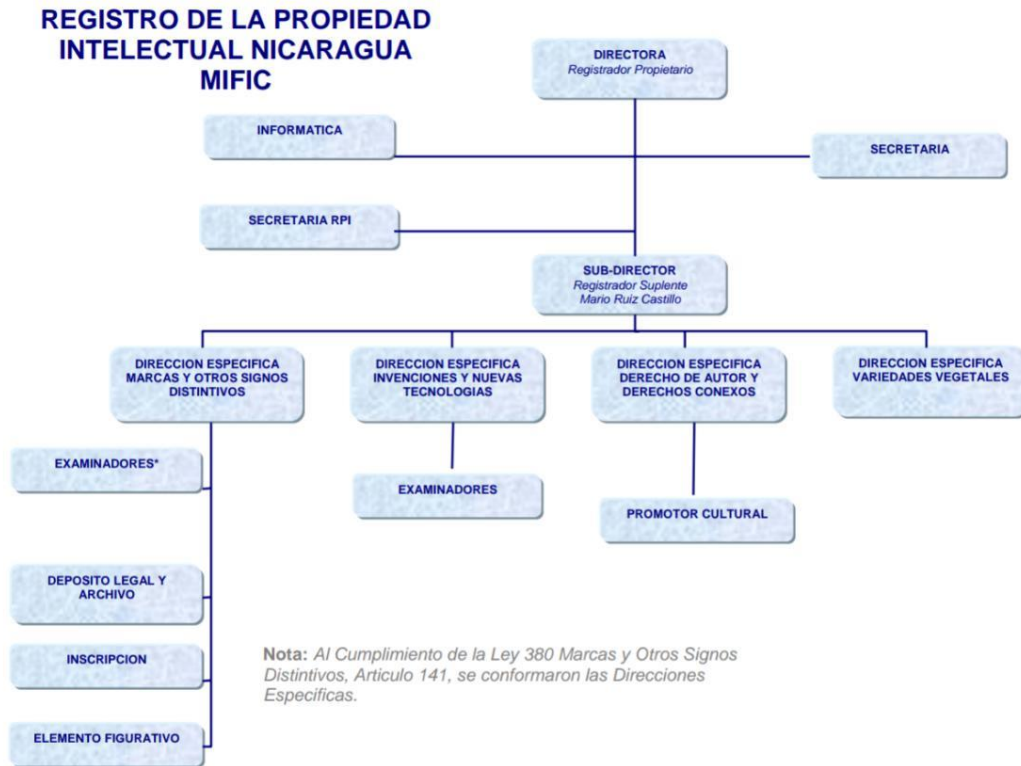 REGISTRO DE LA PROPIEDAD
INTELECTUAL NICARAGUA
MIFIC
DIRECTORA
Registrador Propietario
INFORMATICA
SECRETARIA
SECRETARIA RPI
SUB-DIRECTOR
Registrador Suplente
Mario Ruiz Castillo
DIRECCION ESPECIFICA
MARCAS Y OTROS SIGNOS
DISTINTIVOS
DIRECCION ESPECIFICA
INVENCIONES Y NUEVAS
TECNOLOGIAS
DIRECCION ESPECIFICA
DERECHO DE AUTOR Y
DERECHOS CONEXOS
DIRECCION ESPECIFICA
VARIEDADES VEGETALES
EXAMINADORES*
EXAMINADORES
PROMOTOR CULTURAL
DEPOSITO LEGAL Y
ARCHIVO
INSCRIPCION
ELEMENTO FIGURATIVO
Nota: Al Cumplimiento de la Ley 380 Marcas y Otros Signos
Distintivos, Articulo 141, se conformaron las Direcciones
Especificas.